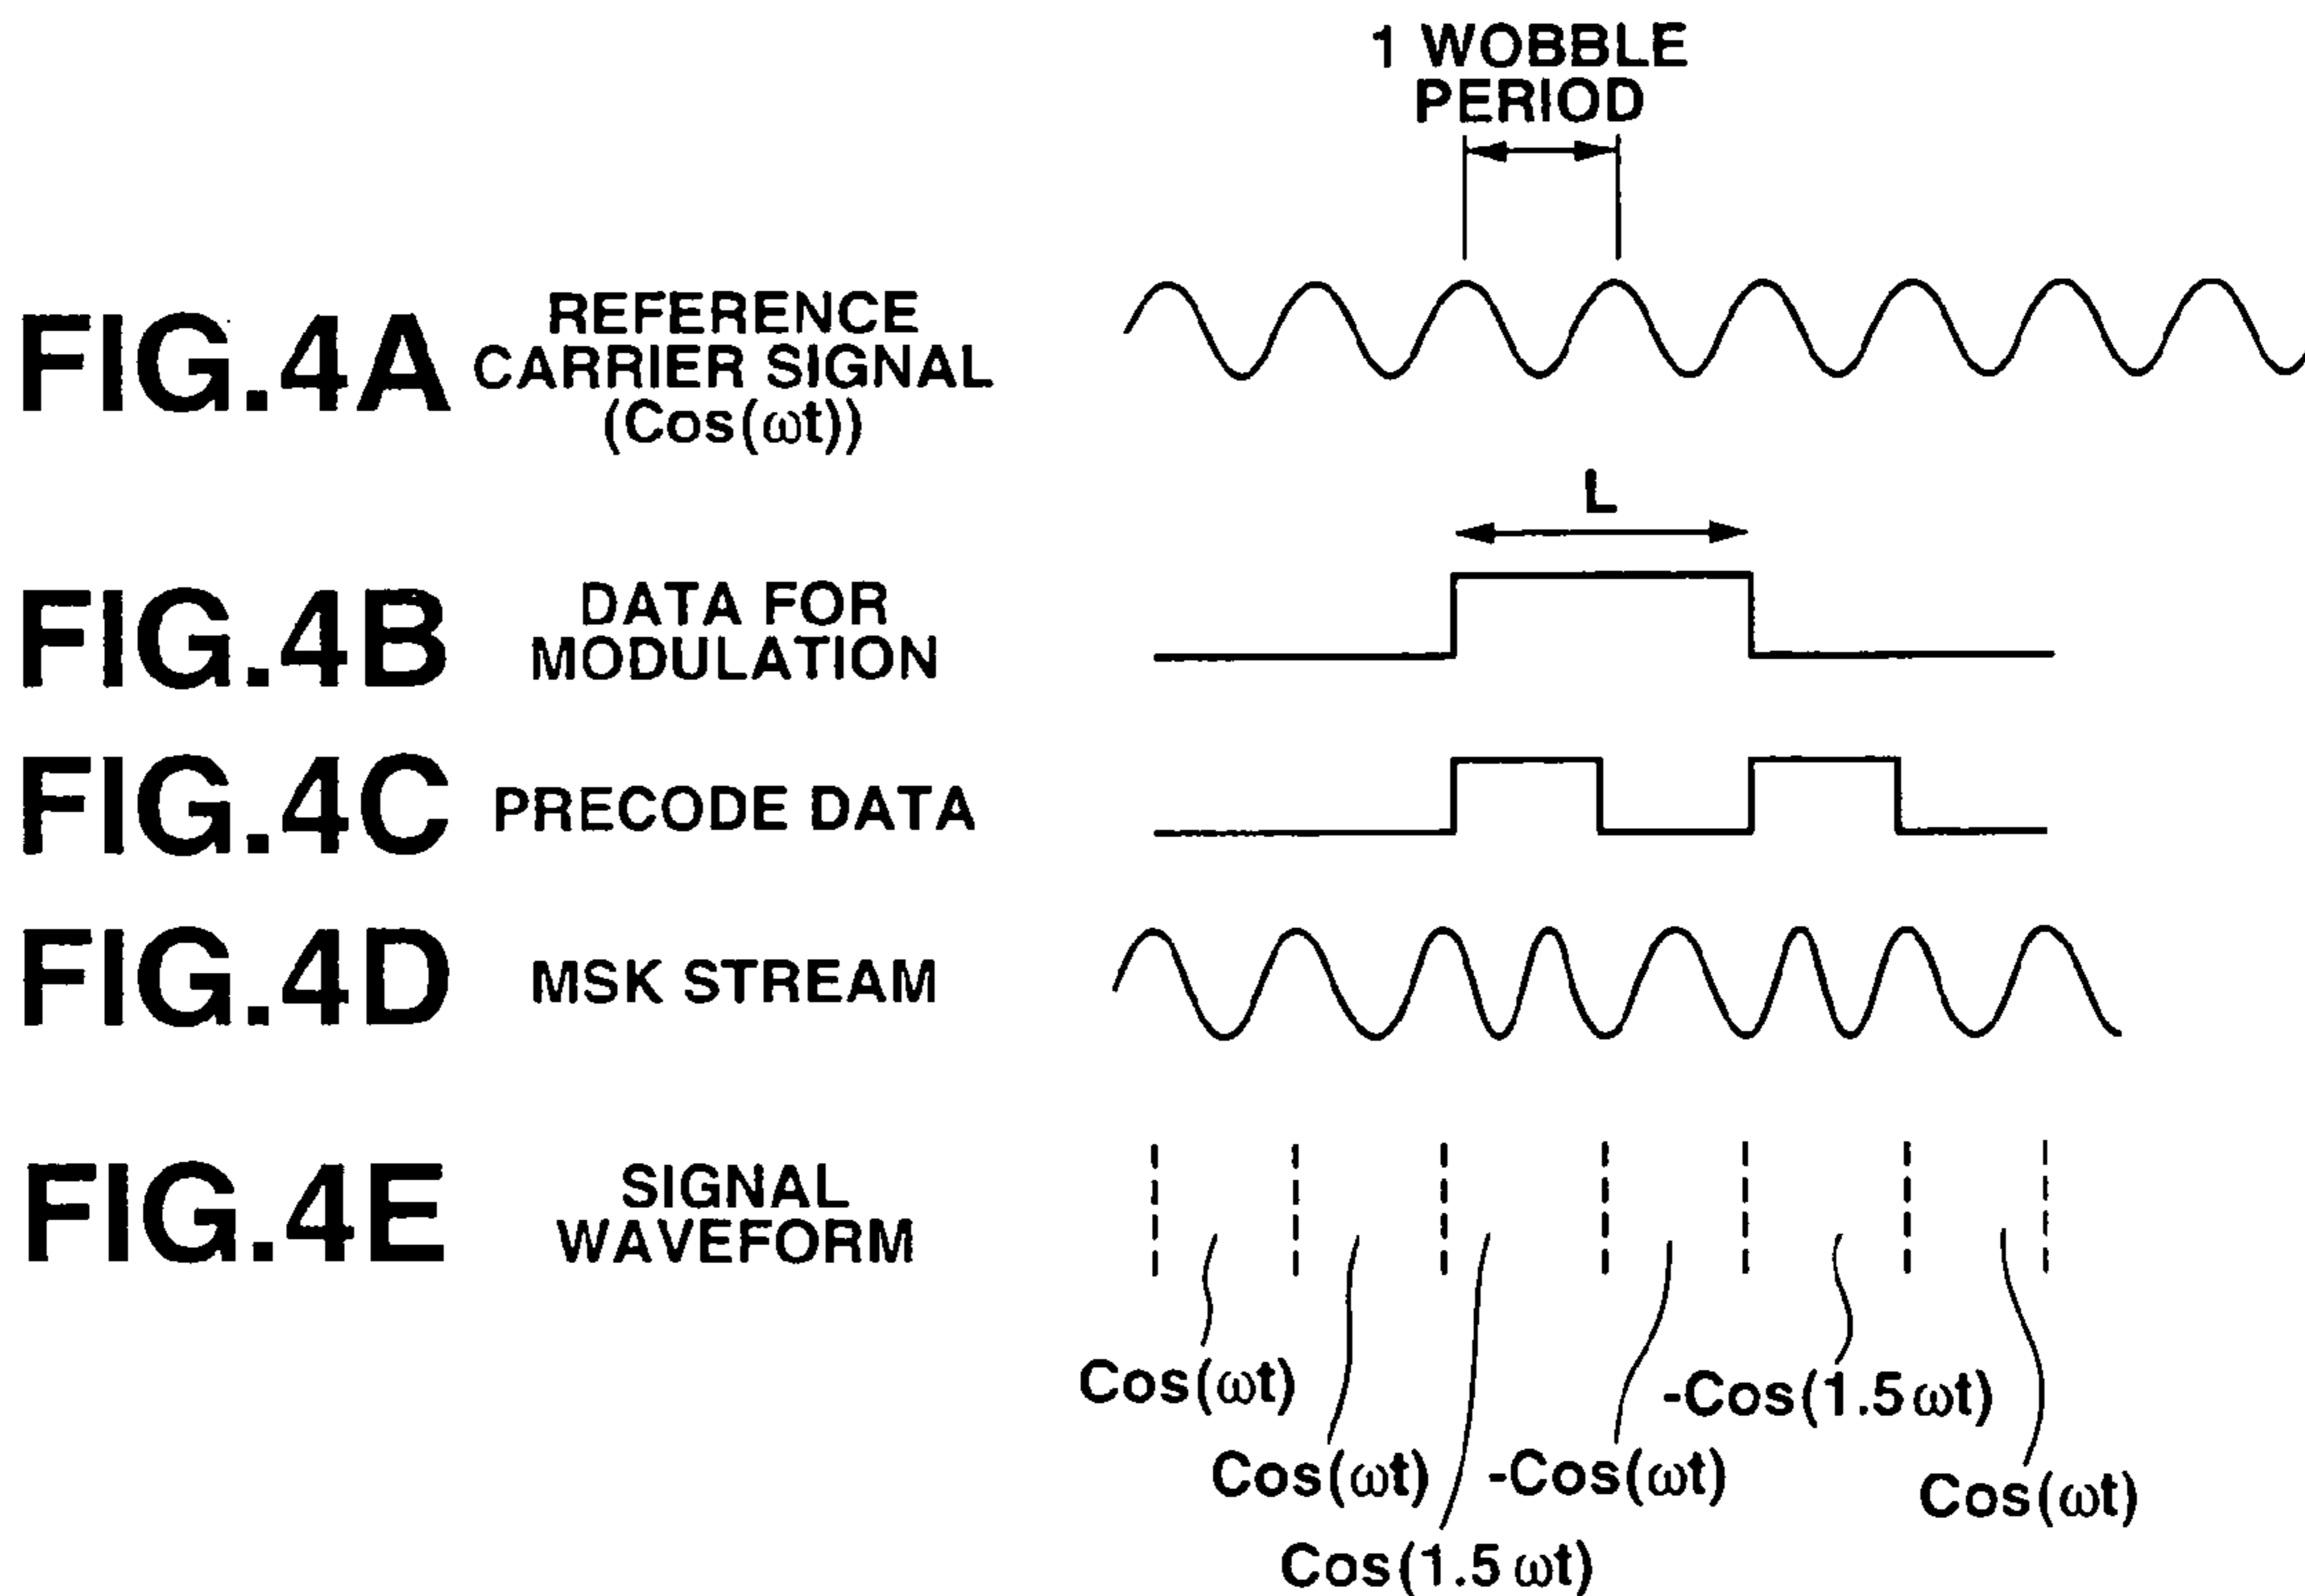 1 WOBBLE
PERIOD
FIG.4A
REFERENCE
CARRIER SIGNAL
(Cos(ωt))
L
FIG.4B
DATA FOR
MODULATION
FIG.4C
PRECODE DATA
FIG.4D
MSK STREAM
FIG.4E
SIGNAL
WAVEFORM
Cos(ωt)
Cos(ωt)
Cos(1.5ωt)
-Cos(ωt)
-Cos(1.5ωt)
Cos(ωt)